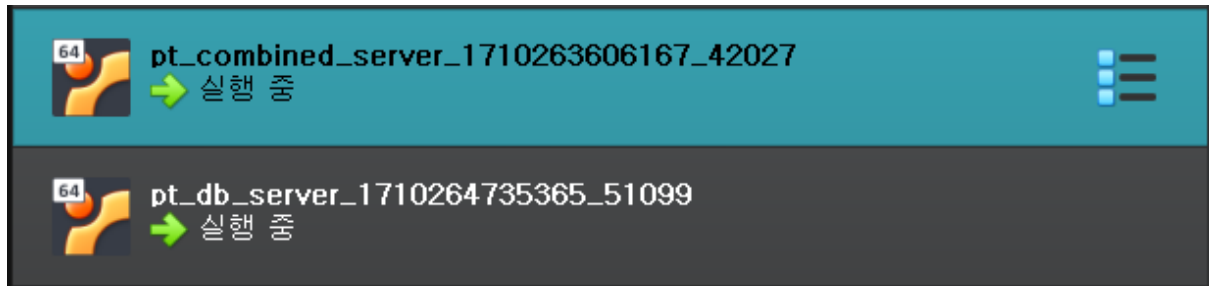 64
pt_combined_server_1710263606167_42027
실행 중
64
pt_db_server_1710264735365_51099
실행 중